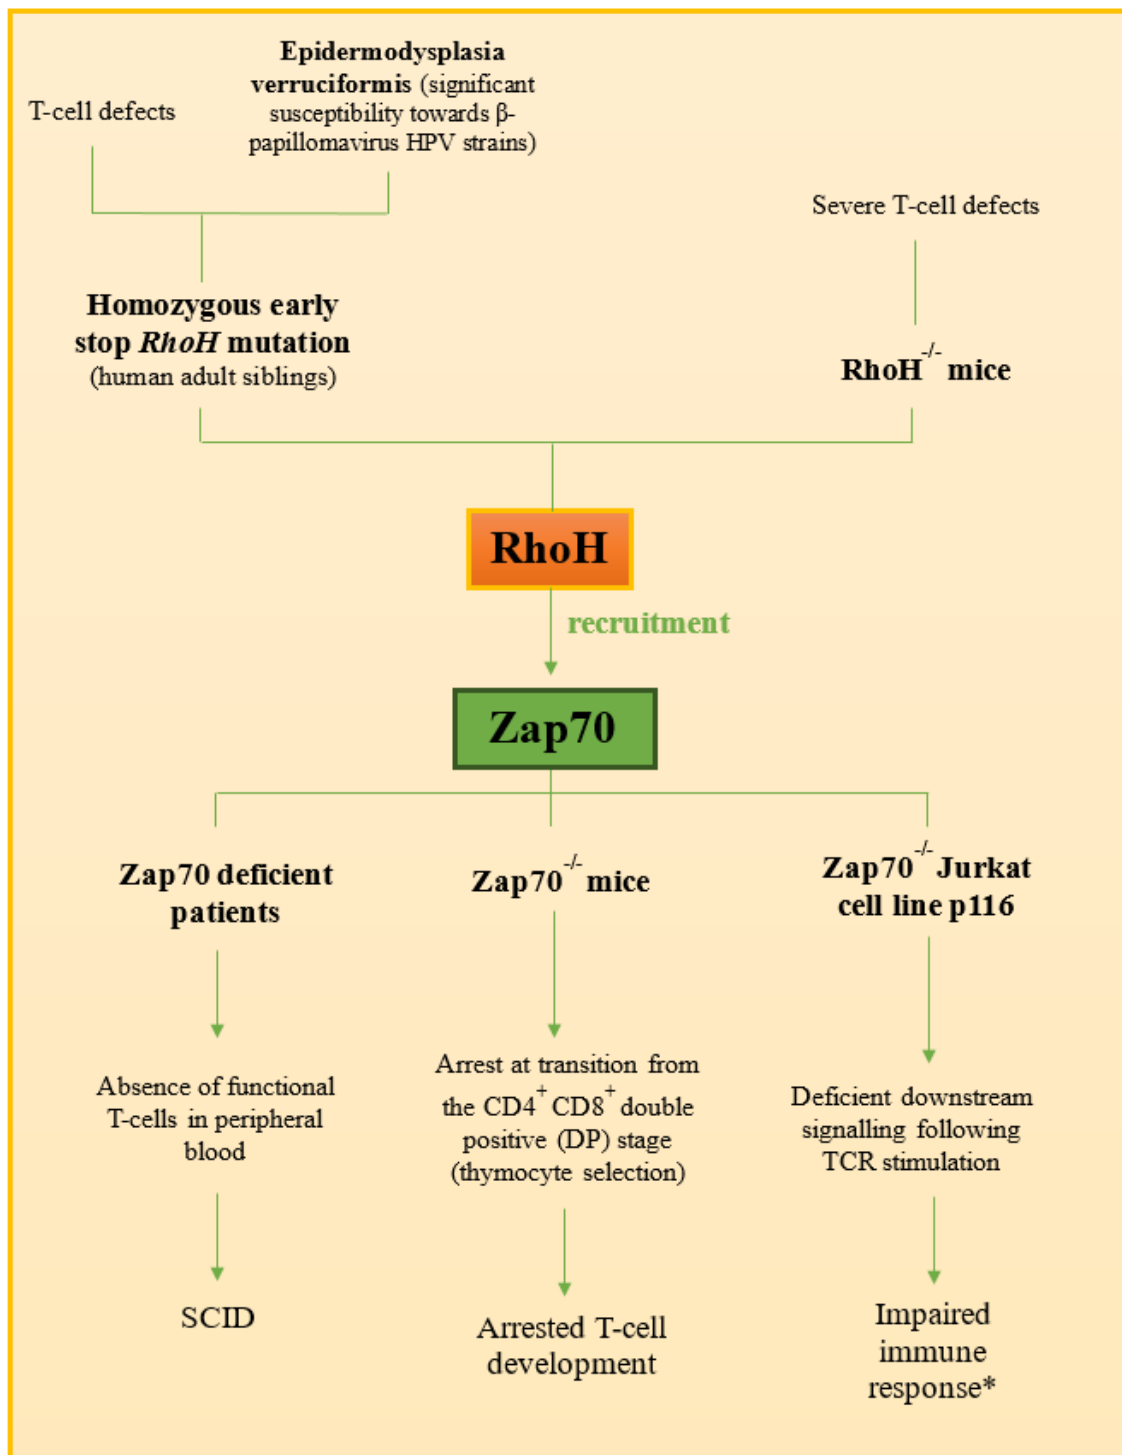 T-cell defects
Epidermodysplasia
verruciformis (significant
susceptibility towards β-
papillomavirus HPV strains)
Severe T-cell defects
Homozygous early
stop RhoH mutation
(human adult siblings)
RhoH-/- mice
RhoH
recruitment
Zap70
Zap70 deficient
patients
Zap70-/- mice
Zap70-/- Jurkat
cell line p116
Absence of functional
T-cells in peripheral
blood
Arrest at transition from
the CD4+ CD8+ double
positive (DP) stage
(thymocyte selection)
Deficient downstream
signalling following
TCR stimulation
SCID
Arrested T-cell
development
Impaired
immune
response*